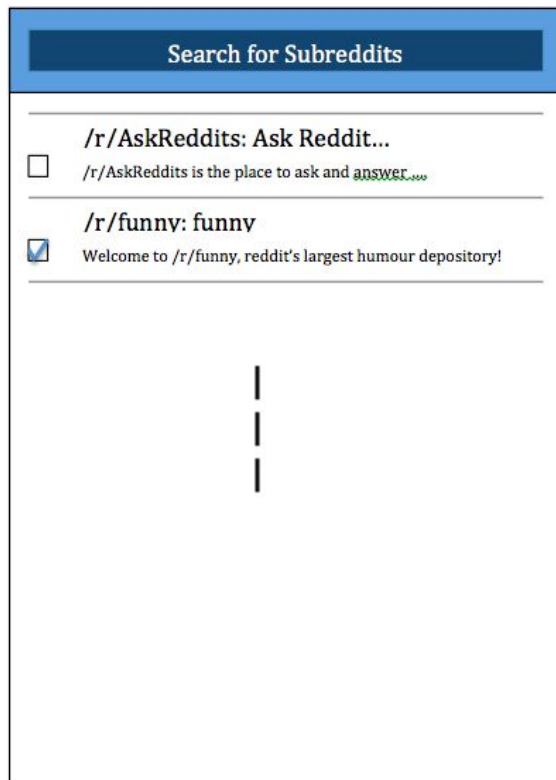 Search for Subreddits
/r/AskReddits: Ask Reddit...
/r/AskReddits is the place to ask and answer ....
/r/funny: funny
Welcome to /r/funny, reddit's largest humour depository!